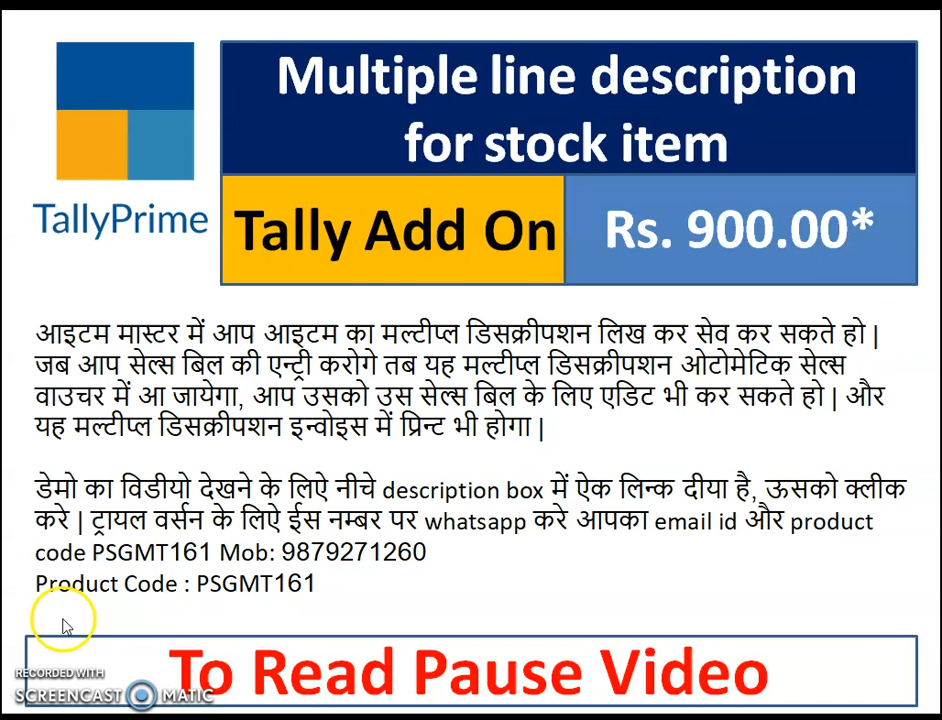 Multiple line description
for stock item
TallyPrime
Tally Add On
Rs. 900.00*
आइटम मास्टर में आप आइटम का मल्टीप्ल डिसक्रीपशन लिख कर सेव कर सकते हो |
जब आप सेल्स बिल की एन्ट्री करोगे तब यह मल्टीप्ल डिसक्रीपशन ओटोमेटिक सेल्स
वाउचर में आ जायेगा, आप उसको उस सेल्स बिल के लिए एडिट भी कर सकते हो | और
यह मल्टीप्ल डिसक्रीपशन इन्वोइस में प्रिन्ट भी होगा |
डेमो का विडीयो देखने के लिऐ नीचे description box में ऐक लिन्क दीया है, ऊसको क्लीक
करे | ट्रायल वर्सन के लिऐ ईस नम्बर पर whatsapp करे आपका email id और product
code PSGMT161 Mob: 9879271260
Product Code : PSGMT161
To Read Pause Video
RECORDED WITH
SCREENCAST MATIC